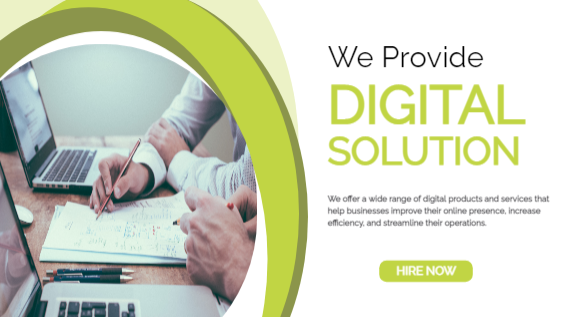 We Provide
DIGITAL
SOLUTION
We offer a wide range of digital products and services that
help businesses improve their online presence, increase
efficiency, and streamline their operations.
HIRE NOW